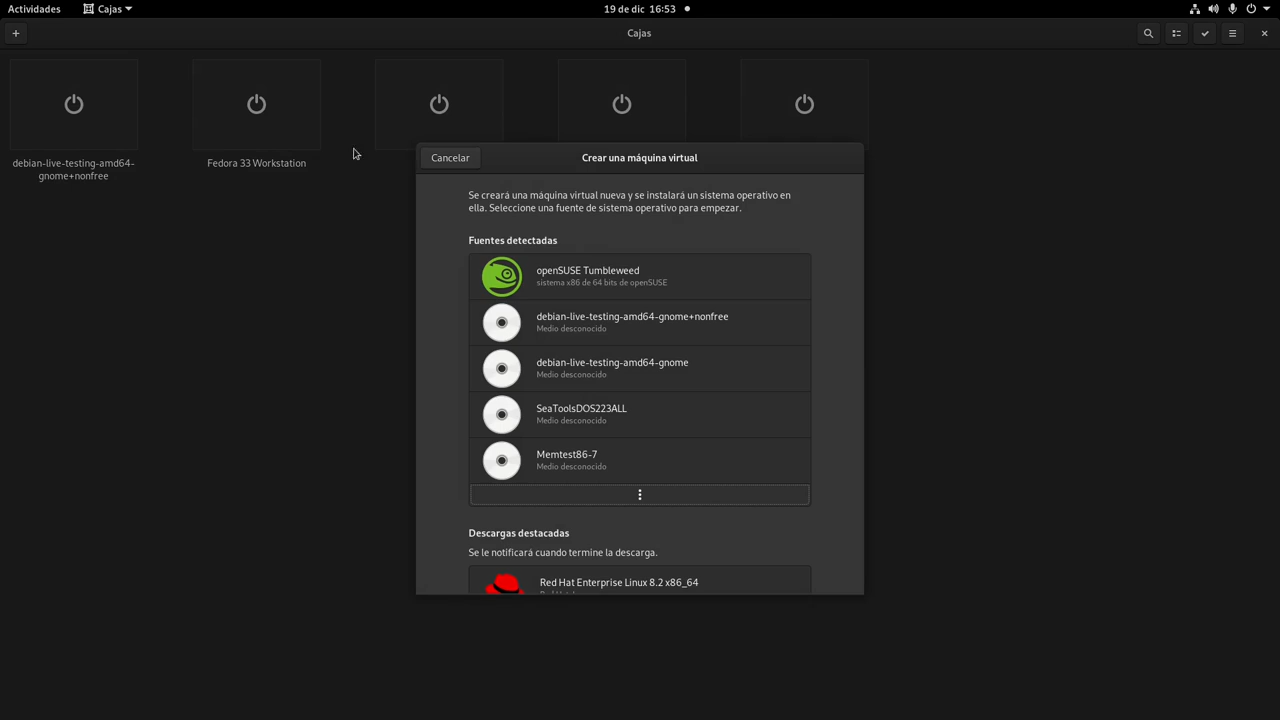 Actividades
Cajas
19 de dic 16:53
Cajas
debian-live-testing-amd64-
gnome+nonfree
Fedora 33 Workstation
Cancelar
Crear una máquina virtual
Se creará una máquina virtual nueva y se instalará un sistema operativo en
ella. Seleccione una fuente de sistema operativo para empezar.
Fuentes detectadas
openSUSE Tumbleweed
sistema x86 de 64 bits de openSUSE
debian-live-testing-amd64-gnome+nonfree
Medio desconocido
debian-live-testing-amd64-gnome
Medio desconocido
SeaToolsDOS223ALL
Medio desconocido
Memtest86-7
Medio desconocido
Descargas destacadas
Se le notificará cuando termine la descarga.
Red Hat Enterprise Linux 8.2 x86_64